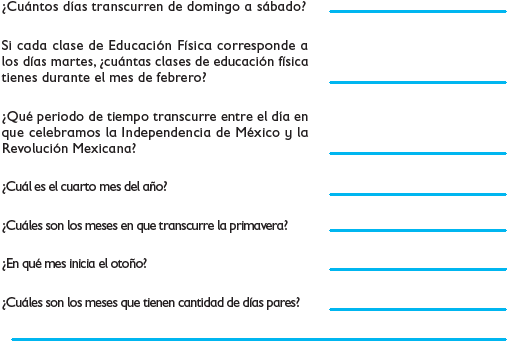 ¿Cuántos días transcurren de domingo a sábado?
Si cada clase de Educación Física corresponde a
los días martes, ¿cuántas clases de educación física
tienes durante el mes de febrero?
¿Qué periodo de tiempo transcurre entre el día en
que celebramos la Independencia de México y la
Revolución Mexicana?
¿Cuál es el cuarto mes del año?
¿Cuáles son los meses en que transcurre la primavera?
¿En qué mes inicia el otoño?
¿Cuáles son los meses que tienen cantidad de días pares?